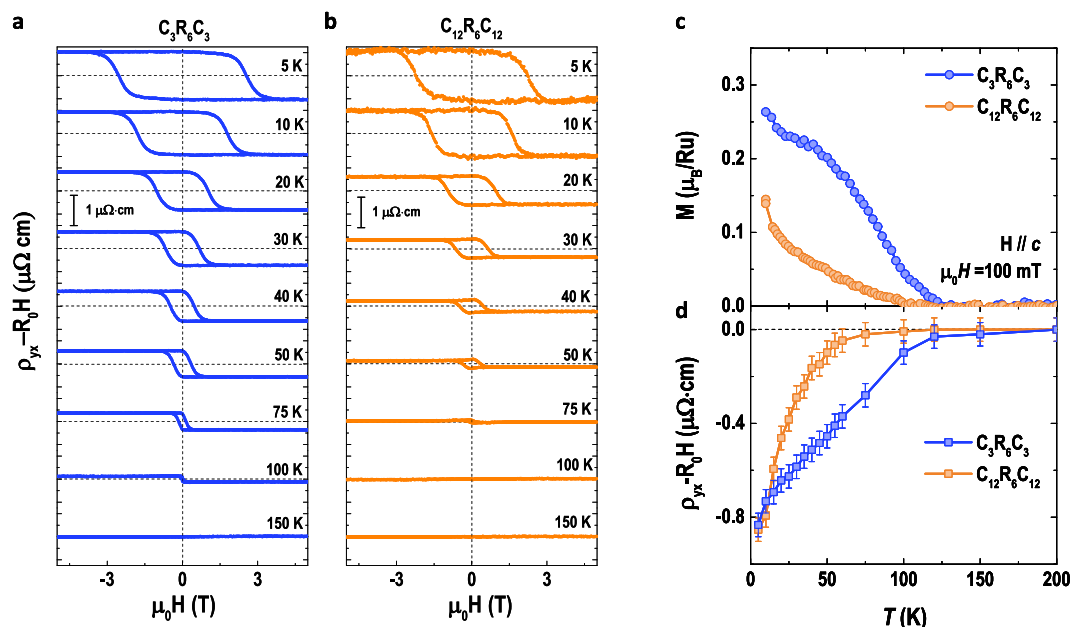 a
C₃R₆C₃
5 K
10 K
20 K
1 μΩ·cm
30 K
40 K
50 K
75 K
100 K
150 K
-3
0
3
μ₀H (T)
ρyx–R₀H (μΩ cm)
b
C₁₂R₆C₁₂
5 K
10 K
20 K
1 μΩ·cm
30 K
40 K
50 K
75 K
100 K
150 K
-3
0
3
μ₀H (T)
c
C₃R₆C₃
C₁₂R₆C₁₂
0.3
0.2
0.1
0.0
M (μB/Ru)
H // c
μ₀H =100 mT
d
0.0
-0.4
-0.8
ρyx-R₀H (μΩ·cm)
C₃R₆C₃
C₁₂R₆C₁₂
0
50
100
150
200
T (K)